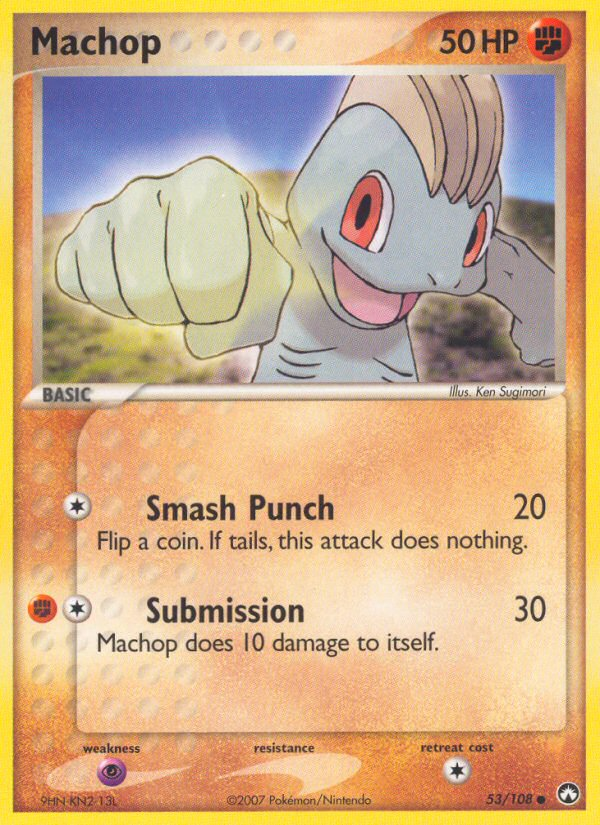 Machop 50 HP
BASIC
Illus. Ken Sugimori
Smash Punch 20
Flip a coin. If tails, this attack does nothing.
Submission 30
Machop does 10 damage to itself.
weakness resistance retreat cost
9HN KN2 13L ©2007 Pokémon/Nintendo 53/108